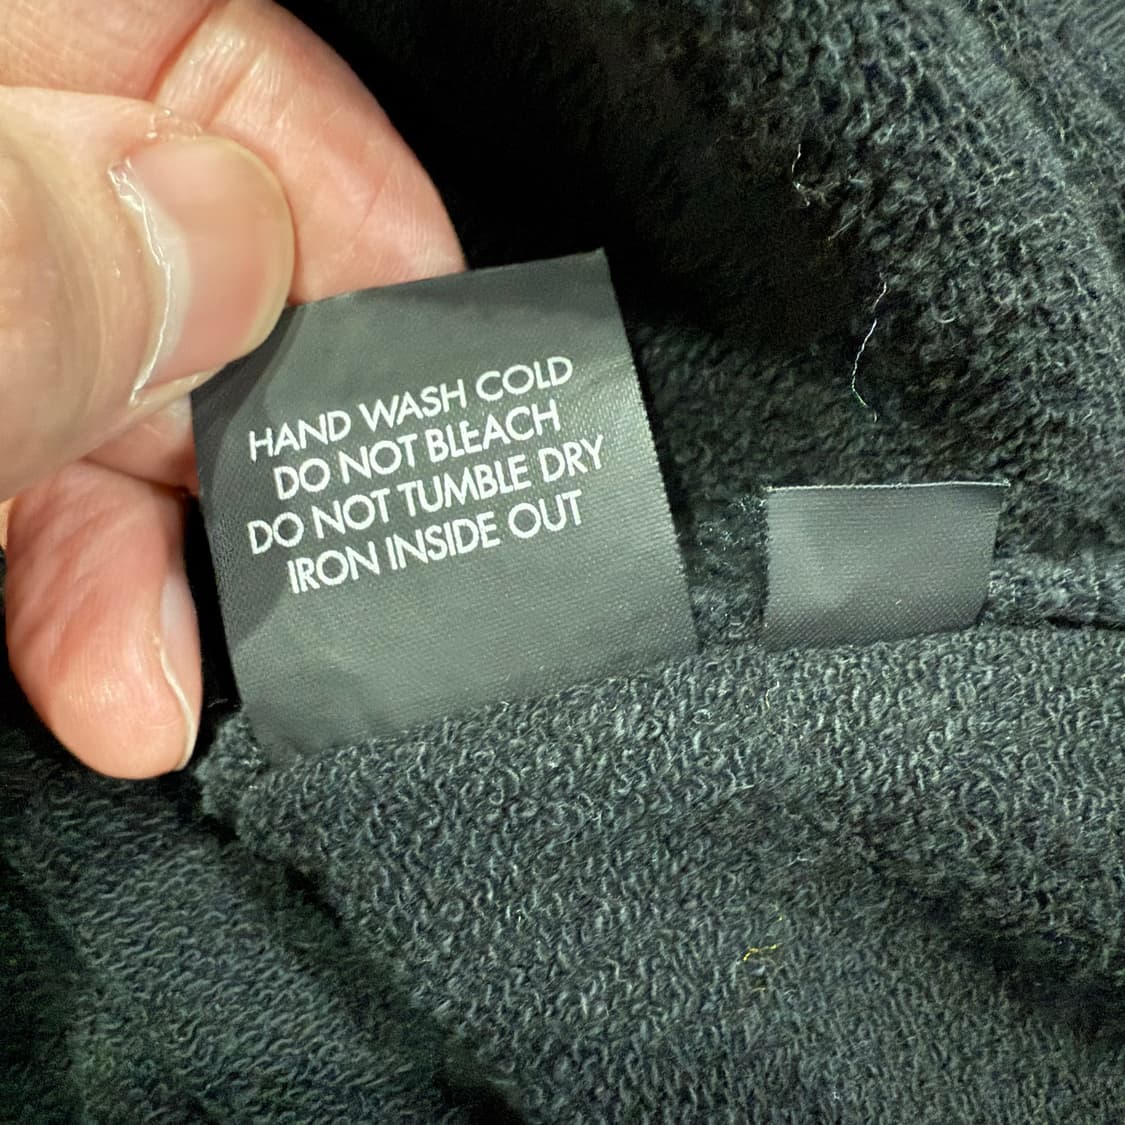 HAND WASH COLD
DO NOT BLEACH
DO NOT TUMBLE DRY
IRON INSIDE OUT